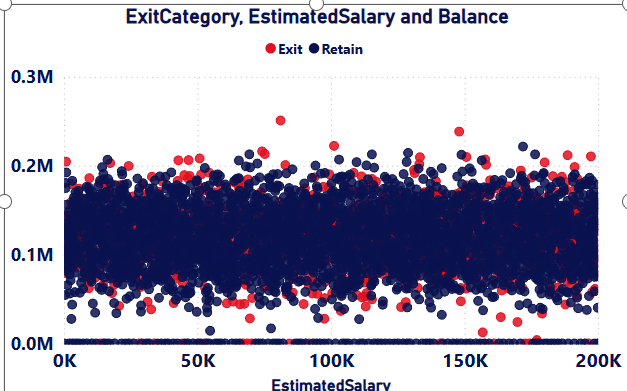 ExitCategory, EstimatedSalary and Balance
Exit Retain
0.3M
0.2M
0.1M
0.0M
0K 50K 100K 150K 200K
EstimatedSalary